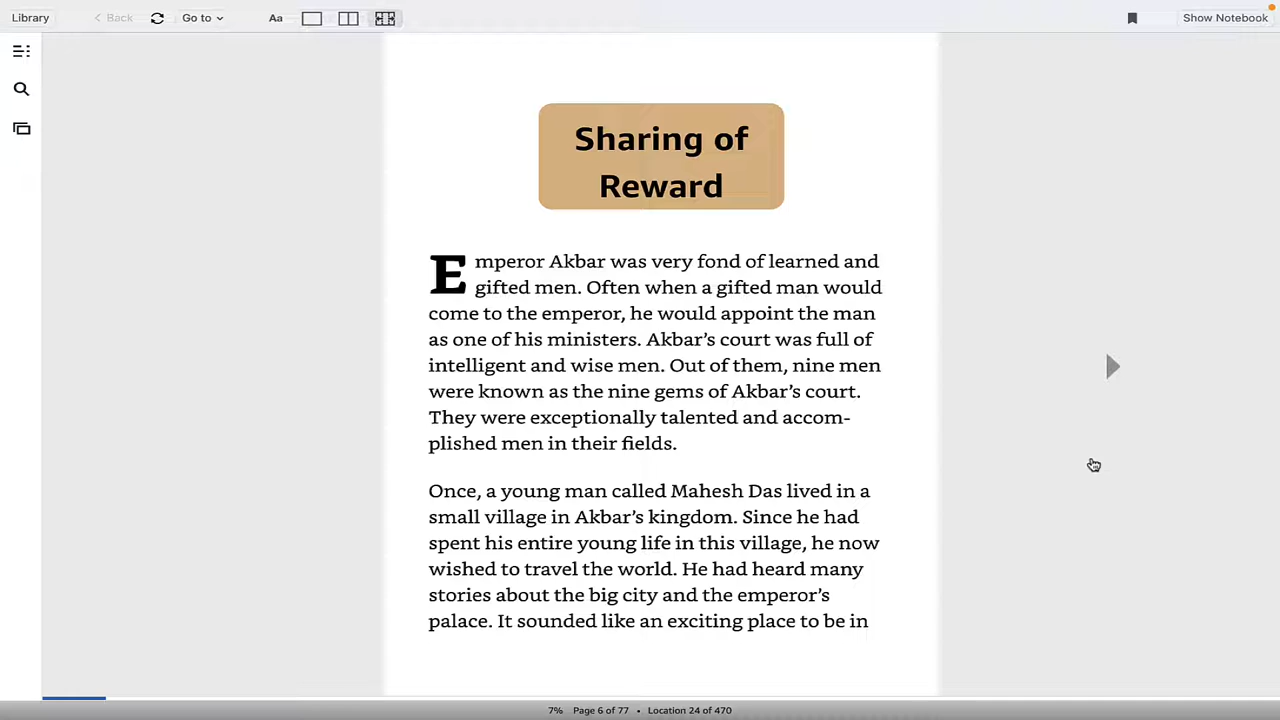 Library
Back
Go to
Aa
Show Notebook
Sharing of
Reward
Emperor Akbar was very fond of learned and
gifted men. Often when a gifted man would
come to the emperor, he would appoint the man
as one of his ministers. Akbar’s court was full of
intelligent and wise men. Out of them, nine men
were known as the nine gems of Akbar’s court.
They were exceptionally talented and accom-
plished men in their fields.
Once, a young man called Mahesh Das lived in a
small village in Akbar’s kingdom. Since he had
spent his entire young life in this village, he now
wished to travel the world. He had heard many
stories about the big city and the emperor’s
palace. It sounded like an exciting place to be in
7% Page 6 of 77 • Location 24 of 470